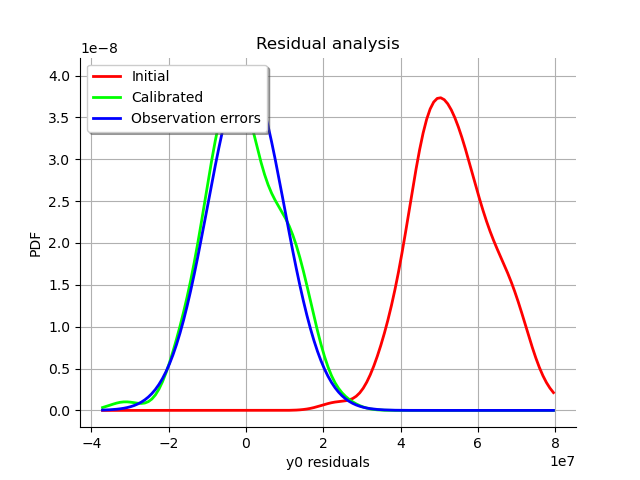 Residual analysis
1e−8
Initial
Calibrated
Observation errors
4.0
3.5
3.0
2.5
2.0
1.5
1.0
0.5
0.0
PDF
−4 −2 0 2 4 6 8
y0 residuals
1e7